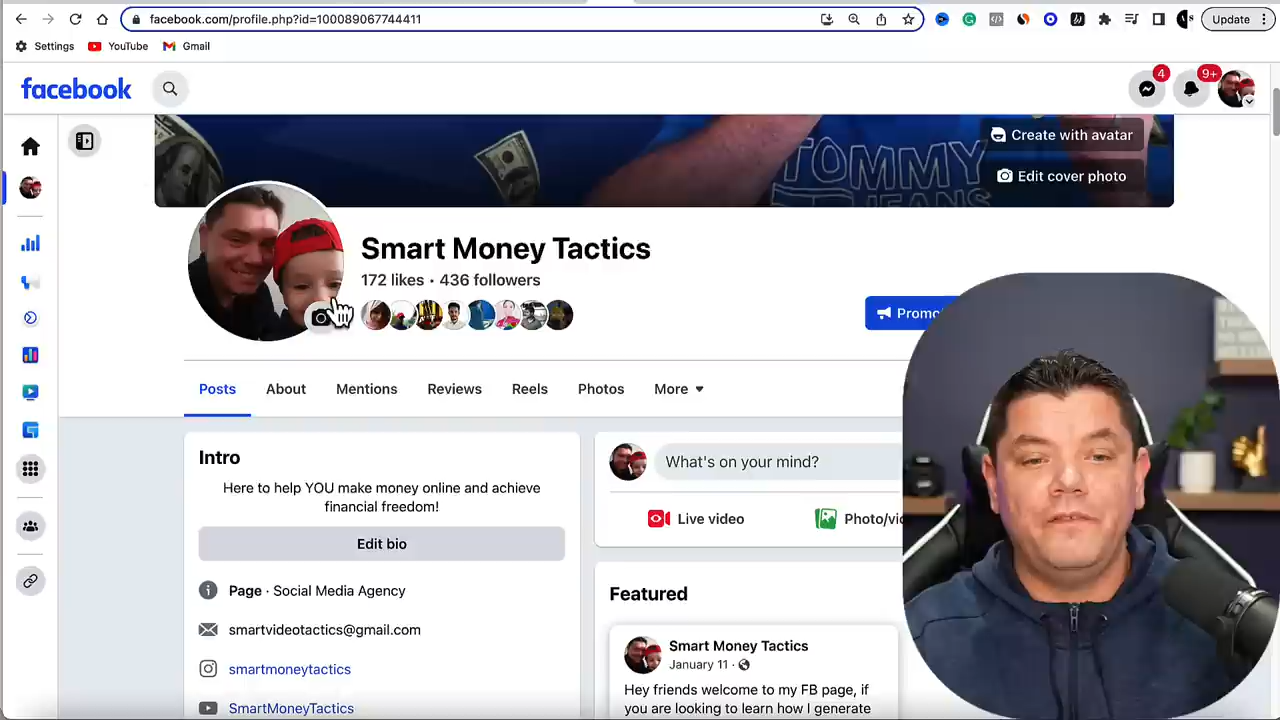 facebook.com/profile.php?id=100089067744411
Update
Settings
YouTube
Gmail
facebook
4
9+
Create with avatar
TOMMY
JEANS
Edit cover photo
Smart Money Tactics
172 likes • 436 followers
Posts
About
Mentions
Reviews
Reels
Photos
More
Intro
Here to help YOU make money online and achieve
financial freedom!
Edit bio
What's on your mind?
Live video
Page · Social Media Agency
smartvideotactics@gmail.com
smartmoneytactics
SmartMoneyTactics
Featured
Smart Money Tactics
January 11 ·
Hey friends welcome to my FB page, if
you are looking to learn how I generate